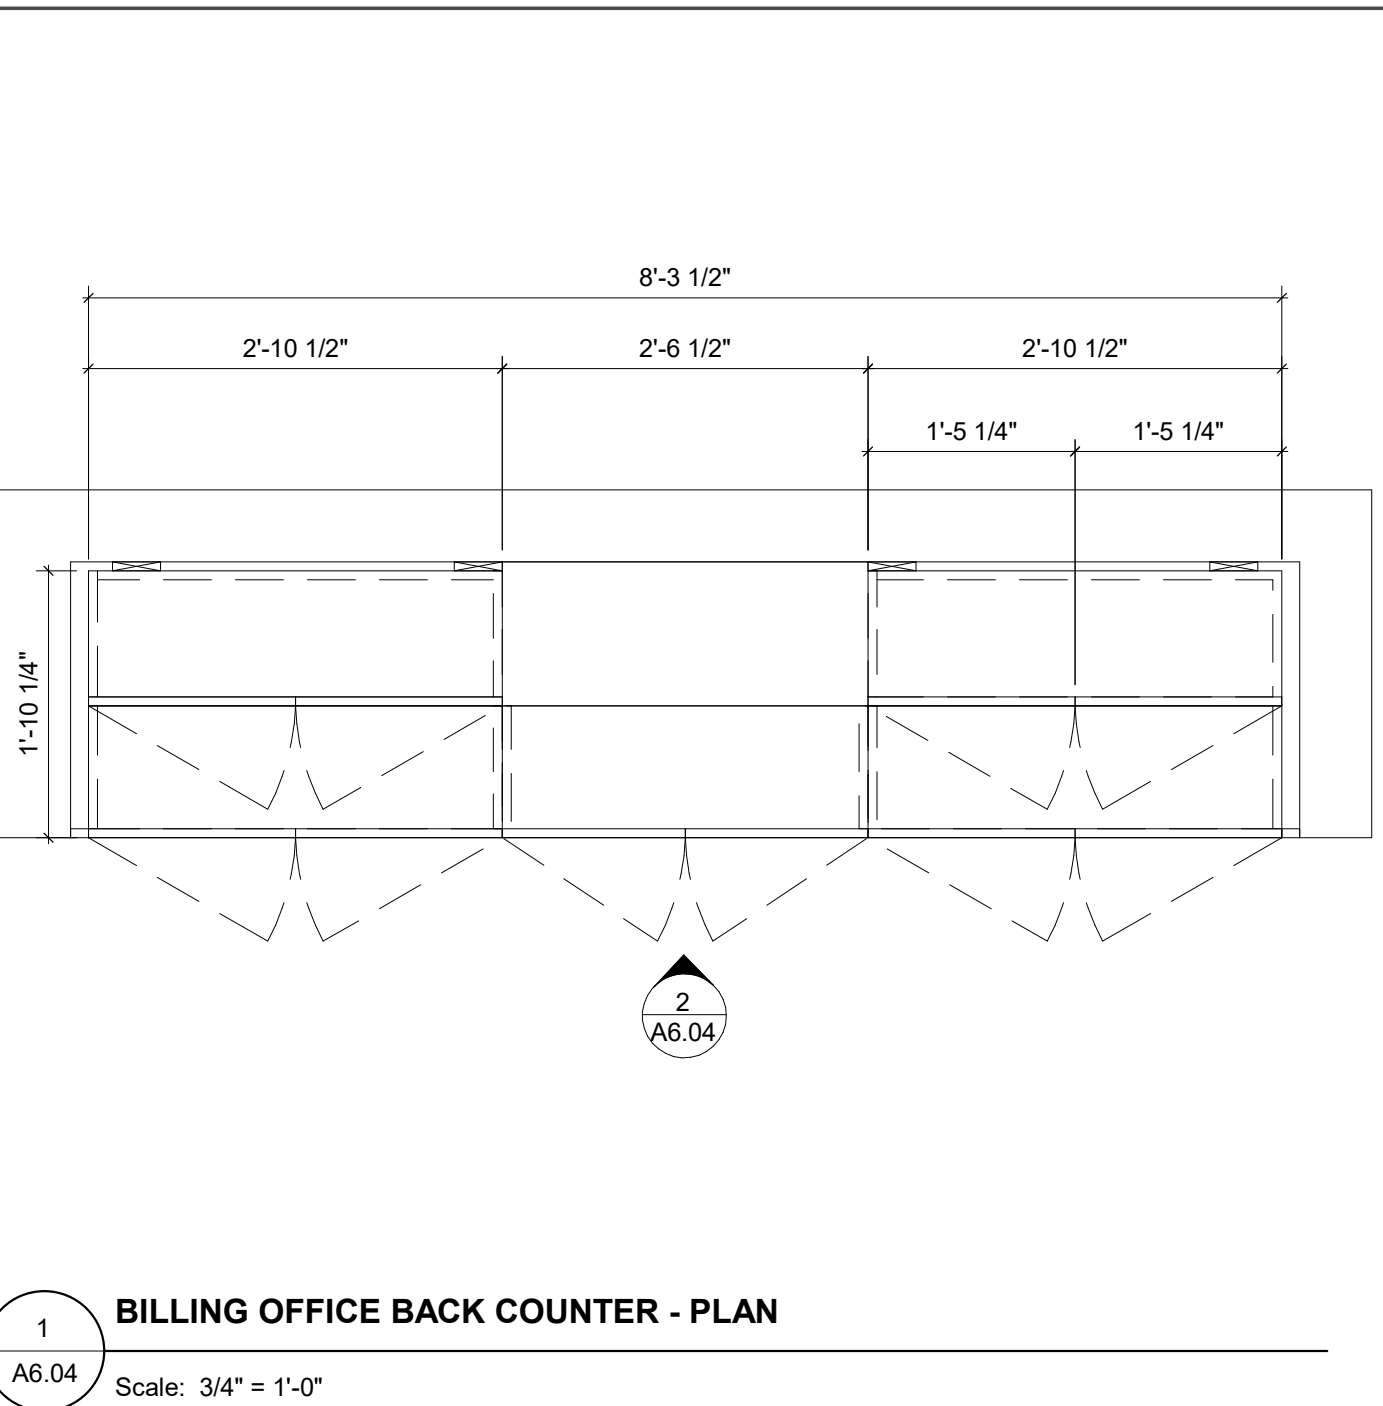 8'-3 1/2"
2'-10 1/2"
2'-6 1/2"
2'-10 1/2"
1'-5 1/4"
1'-5 1/4"
1'-10 1/4"
2
A6.04
1
A6.04
BILLING OFFICE BACK COUNTER - PLAN
Scale: 3/4" = 1'-0"